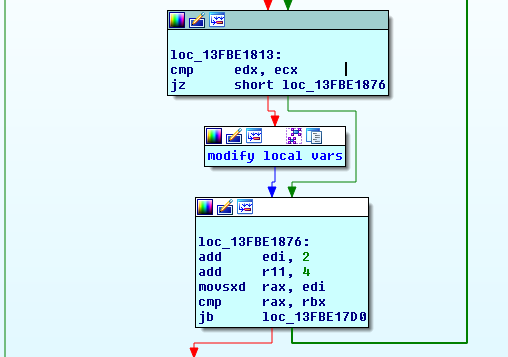 loc_13FBE1813:
cmp edx, ecx
jz short loc_13FBE1876
modify local vars
loc_13FBE1876:
add edi, 2
add r11, 4
movsxd rax, edi
cmp rax, rbx
jb loc_13FBE17D0